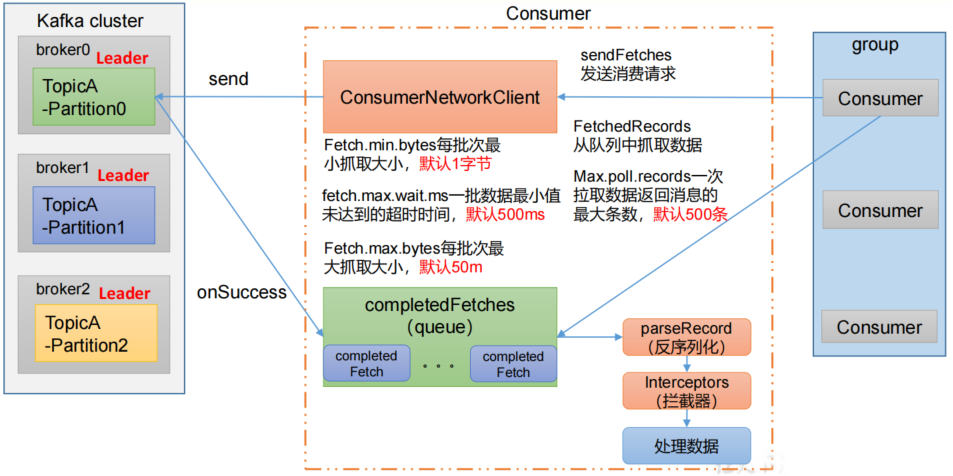 Kafka cluster
broker0
Leader
TopicA
-Partition0
broker1
Leader
TopicA
-Partition1
broker2
Leader
TopicA
-Partition2
send
onSuccess
Consumer
ConsumerNetworkClient
Fetch.min.bytes每批次最
小抓取大小，默认1字节
fetch.max.wait.ms一批数据最小值
未达到的超时时间，默认500ms
Fetch.max.bytes每批次最
大抓取大小，默认50m
completedFetches
（queue）
completed
Fetch
• • •
completed
Fetch
sendFetches
发送消费请求
FetchedRecords
从队列中抓取数据
Max.poll.records一次
拉取数据返回消息的
最大条数，默认500条
parseRecord
（反序列化）
Interceptors
（拦截器）
处理数据
group
Consumer
Consumer
Consumer